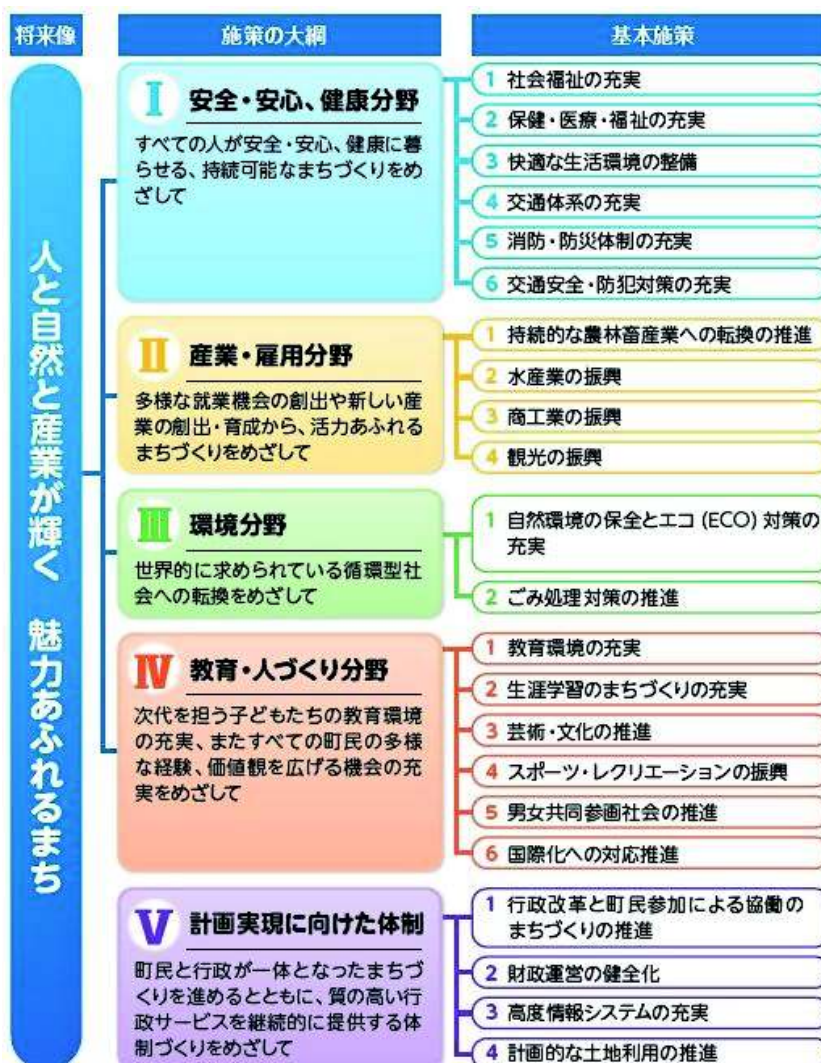 将来像
施策の大綱
基本施策
人と自然と産業が輝く 魅力あふれるまち
Ⅰ 安全・安心、健康分野
すべての人が安全・安心、健康に暮
らせる、持続可能なまちづくりをめ
ざして
1 社会福祉の充実
2 保健・医療・福祉の充実
3 快適な生活環境の整備
4 交通体系の充実
5 消防・防災体制の充実
6 交通安全・防犯対策の充実
Ⅱ 産業・雇用分野
多様な就業機会の創出や新しい産
業の創出・育成から、活力あふれる
まちづくりをめざして
1 持続的な農林畜産業への転換の推進
2 水産業の振興
3 商工業の振興
4 観光の振興
Ⅲ 環境分野
世界的に求められている循環型社
会への転換をめざして
1 自然環境の保全とエコ (ECO) 対策の
充実
2 ごみ処理対策の推進
Ⅳ 教育・人づくり分野
次代を担う子どもたちの教育環境
の充実、またすべての町民の多様
な経験、価値観を広げる機会の充
実をめざして
1 教育環境の充実
2 生涯学習のまちづくりの充実
3 芸術・文化の推進
4 スポーツ・レクリエーションの振興
5 男女共同参画社会の推進
6 国際化への対応推進
Ⅴ 計画実現に向けた体制
町民と行政が一体となったまちづ
くりを進めるとともに、質の高い行
政サービスを継続的に提供する体
制づくりをめざして
1 行政改革と町民参加による協働の
まちづくりの推進
2 財政運営の健全化
3 高度情報システムの充実
4 計画的な土地利用の推進